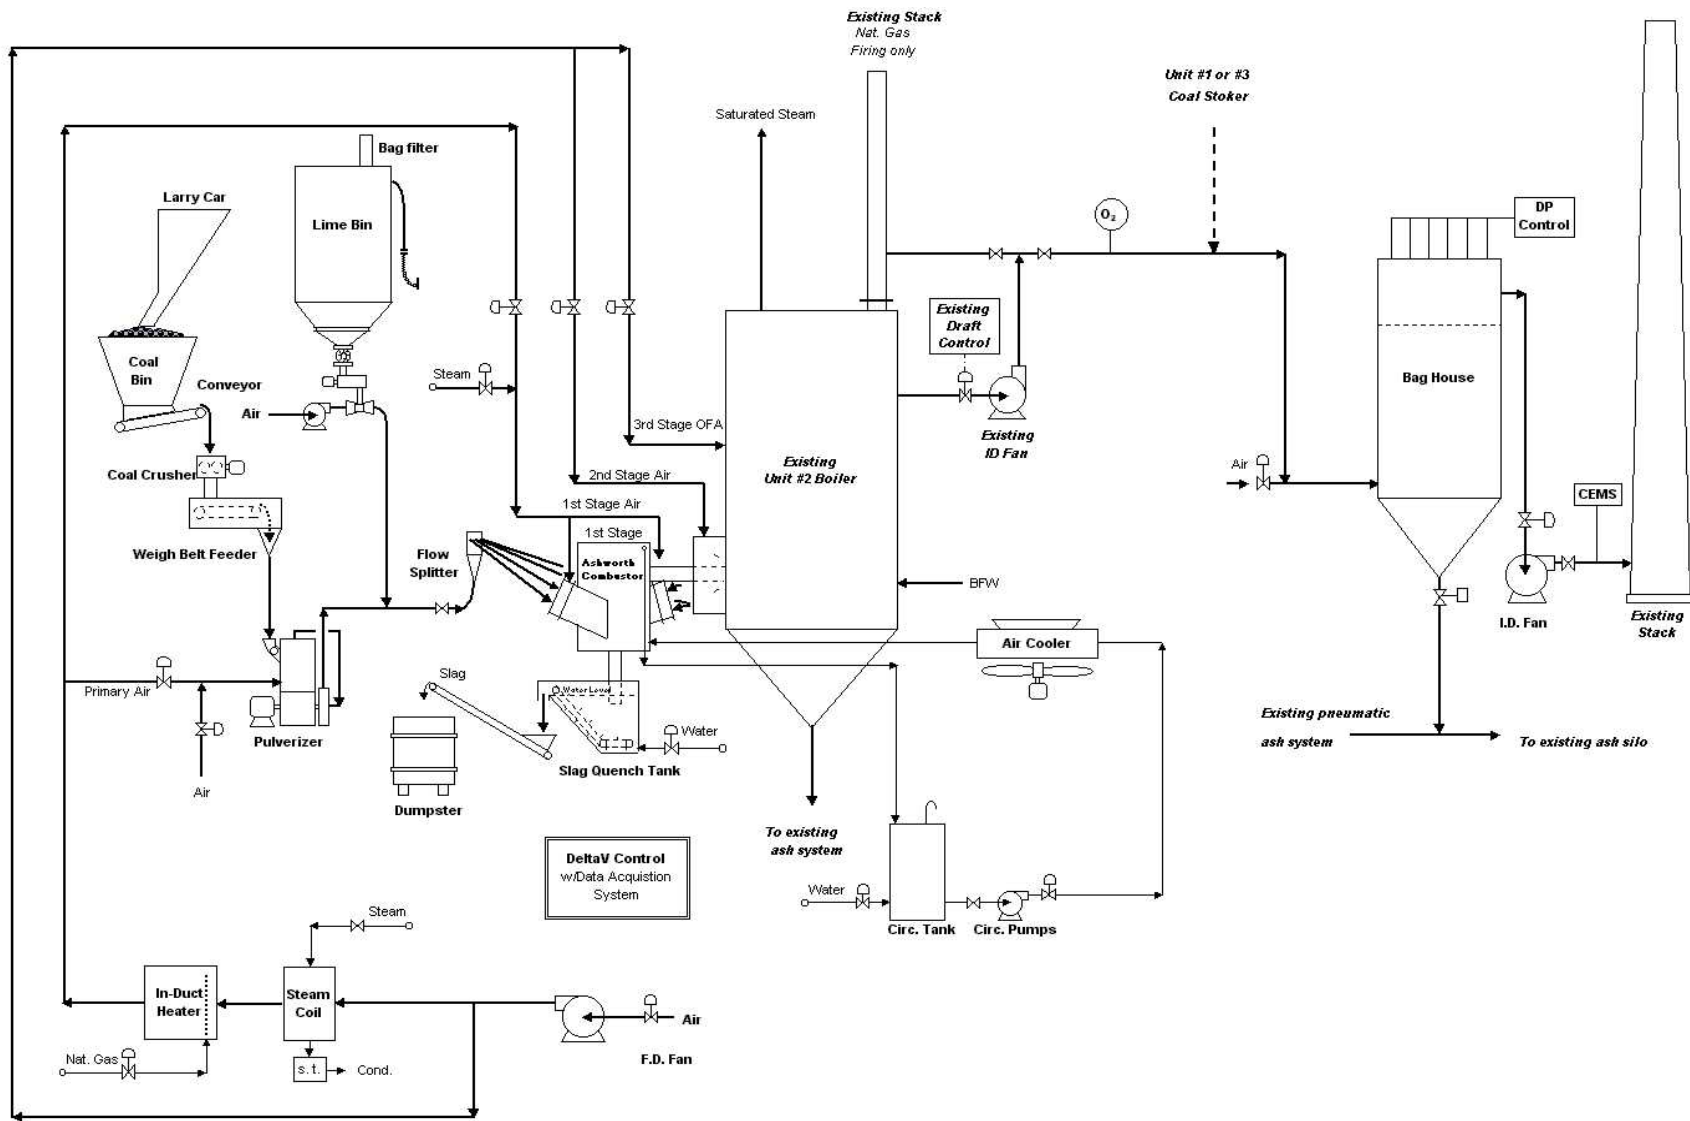 Existing Stack
Nat. Gas
Firing only
Unit #1 or #3
Coal Stoker
Saturated Steam
Bag filter
Larry Car
Lime Bin
O2
DP
Control
Existing
Draft
Control
Coal
Bin
Conveyor
Steam
Air
Bag House
3rd Stage OFA
Existing
ID Fan
Existing
Unit #2 Boiler
Coal Crusher
2nd Stage Air
Air
1st Stage Air
CEMS
1st Stage
Weigh Belt Feeder
Flow
Splitter
Ashworth
Combustor
BFW
I.D. Fan
Existing
Stack
Air Cooler
Primary Air
Slag
Water Level
Water
Pulverizer
Existing pneumatic
ash system
To existing ash silo
Slag Quench Tank
Air
Dumpster
To existing
ash system
DeltaV Control
w/Data Acquistion
System
Water
Steam
Circ. Tank
Circ. Pumps
In-Duct
Heater
Steam
Coil
Air
Nat. Gas
s.t.
Cond.
F.D. Fan